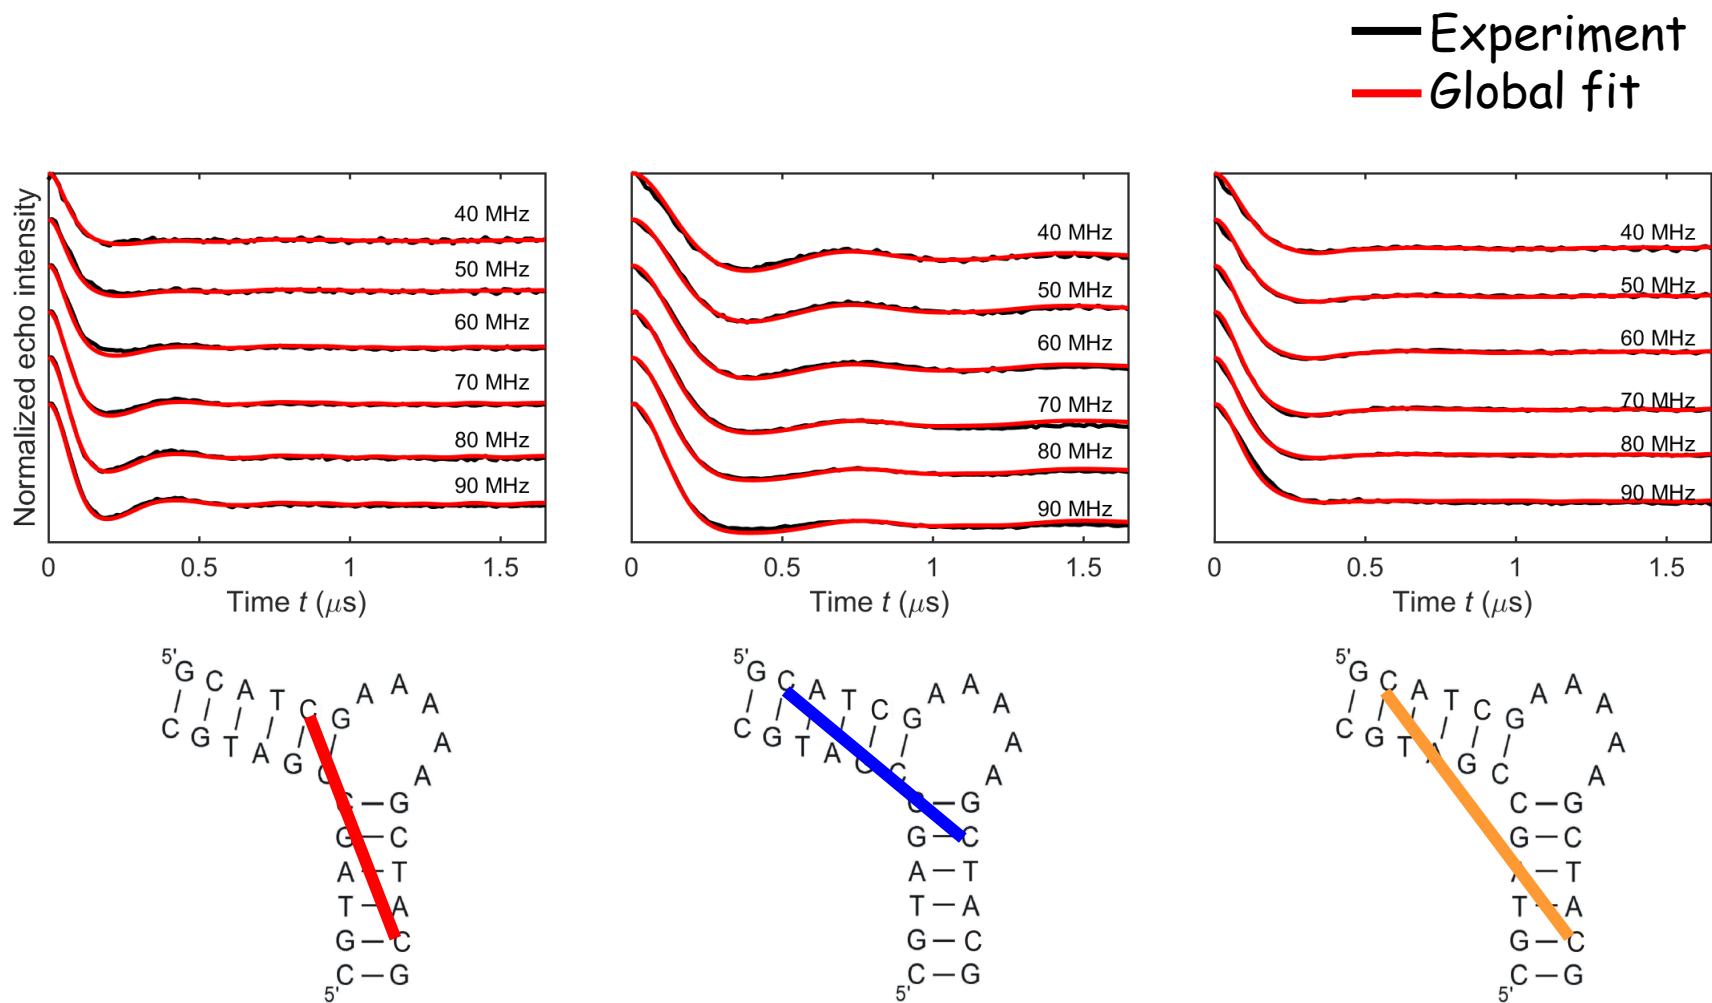 Experiment
Global fit
Normalized echo intensity
40 MHz
50 MHz
60 MHz
70 MHz
80 MHz
90 MHz
0 0.5 1 1.5
Time t (μs)
40 MHz
50 MHz
60 MHz
70 MHz
80 MHz
90 MHz
0 0.5 1 1.5
Time t (μs)
40 MHz
50 MHz
60 MHz
70 MHz
80 MHz
90 MHz
0 0.5 1 1.5
Time t (μs)
5'
G C A T C G A A A A A
C G T A G C
C G
G C
A T
T A
G C
C G
5'
5'
G C A T C G A A A A A
C G T A C C
G G
G C
A T
T A
G C
C G
5'
5'
G C A T C G A A A A A
C G T A G C
C G
G C
T
T A
G C
C G
5'